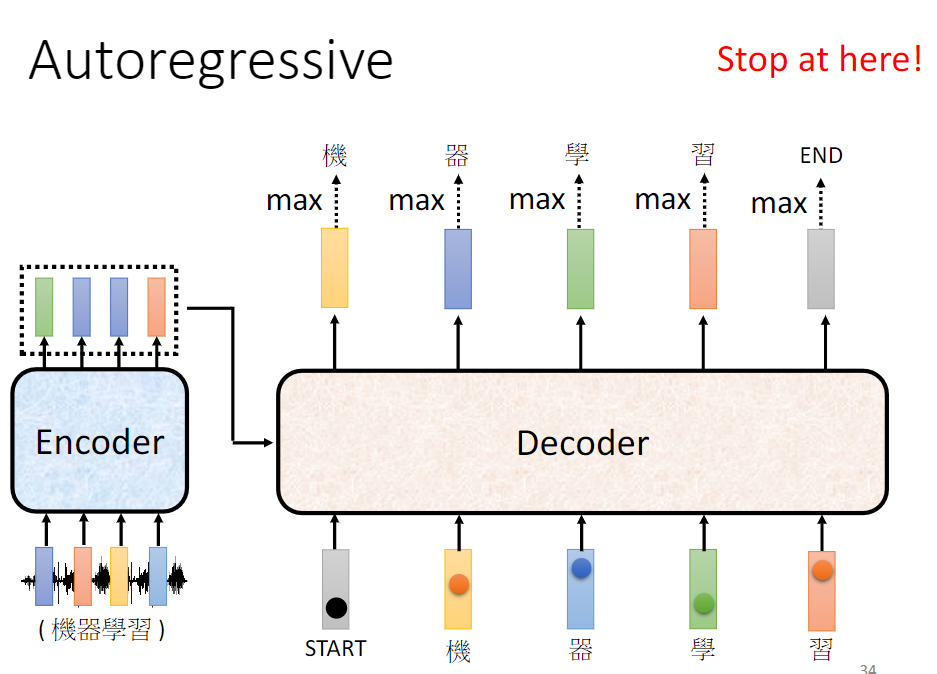 Autoregressive
Stop at here!
機 器 學 習 END
max max max max max
Encoder
Decoder
( 機器學習 )
START 機 器 學 習
34